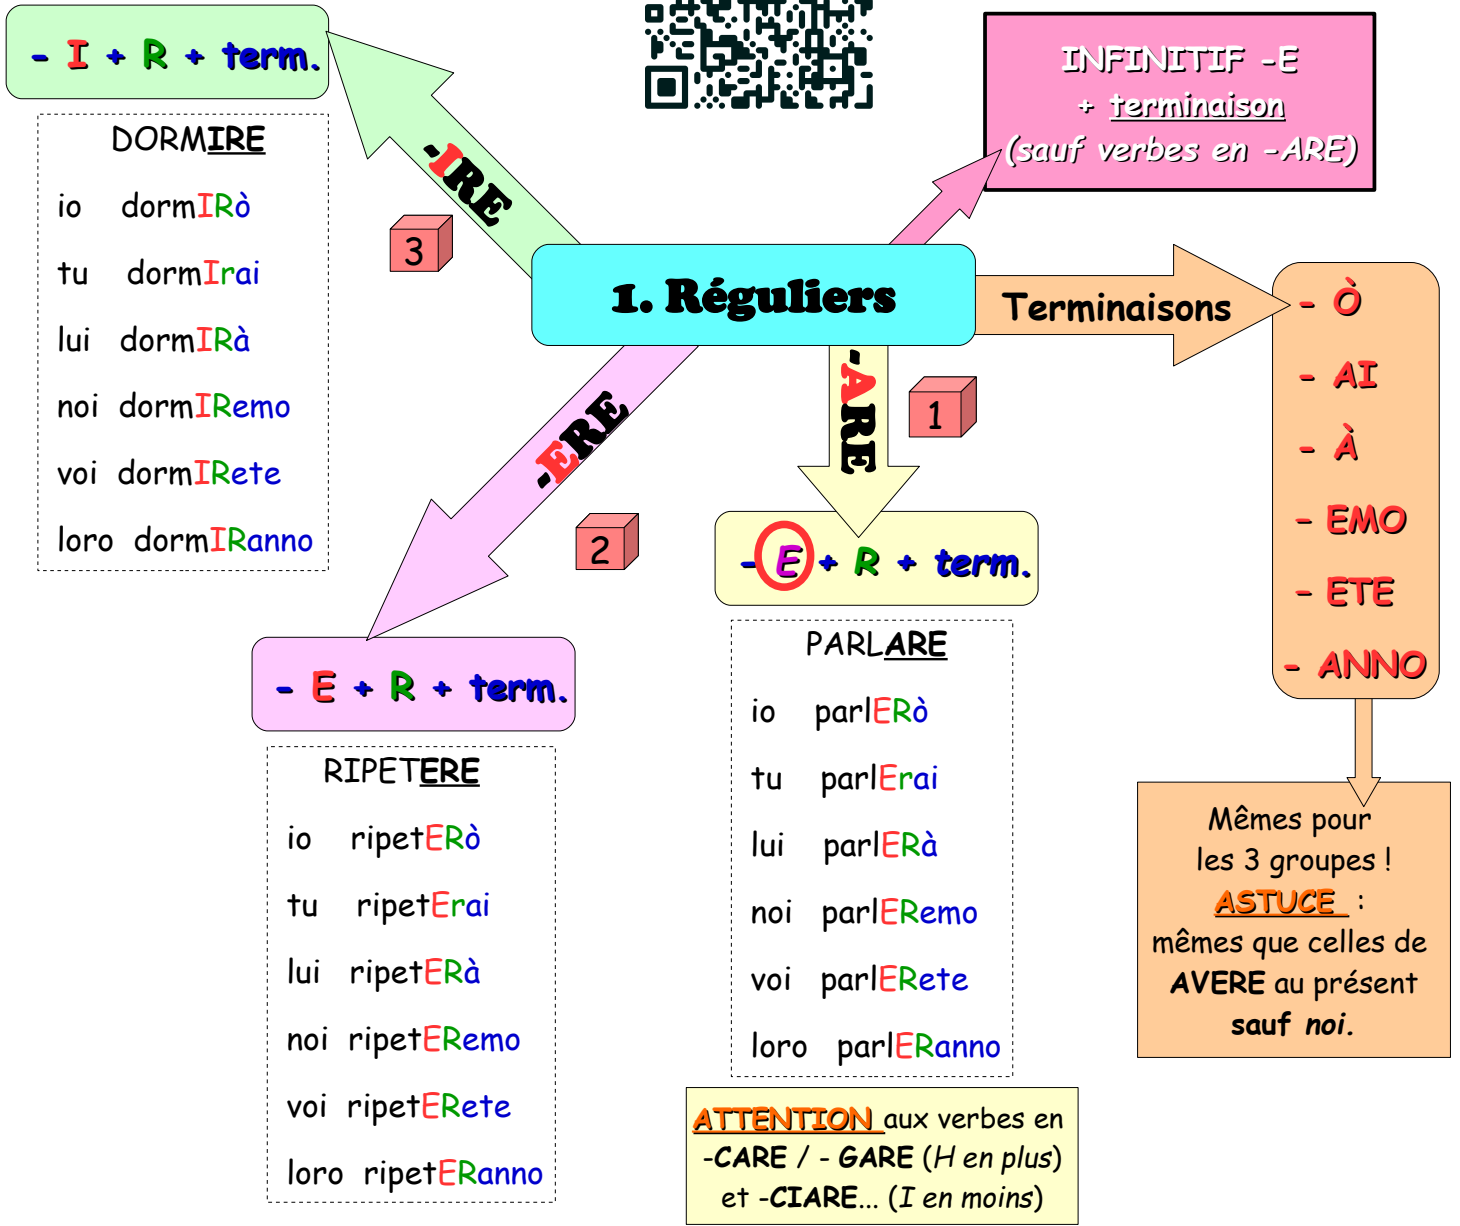 - I + R + term.
DORMIRE
io dormIRò
tu dormIrai
lui dormIRà
noi dormIRemo
voi dormIRete
loro dormIRanno
-IRE
3
INFINITIF -E
+ terminaison
(sauf verbes en -ARE)
1. Réguliers
Terminaisons
- Ò
- AI
- À
- EMO
- ETE
- ANNO
Mêmes pour
les 3 groupes !
ASTUCE :
mêmes que celles de
AVERE au présent
sauf noi.
-ARE
1
- E + R + term.
PARLARE
io parlERò
tu parlErai
lui parlERà
noi parlERemo
voi parlERete
loro parlERanno
ATTENTION aux verbes en
-CARE / - GARE (H en plus)
et -CIARE... (I en moins)
-ERE
2
- E + R + term.
RIPETERE
io ripetERò
tu ripetErai
lui ripetERà
noi ripetERemo
voi ripetERete
loro ripetERanno